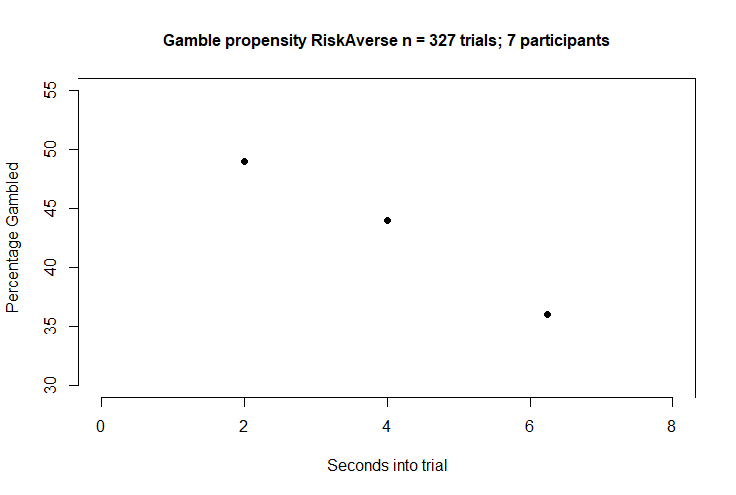 Gamble propensity RiskAverse n = 327 trials; 7 participants
Percentage Gambled
55
50
45
40
35
30
0 2 4 6 8
Seconds into trial